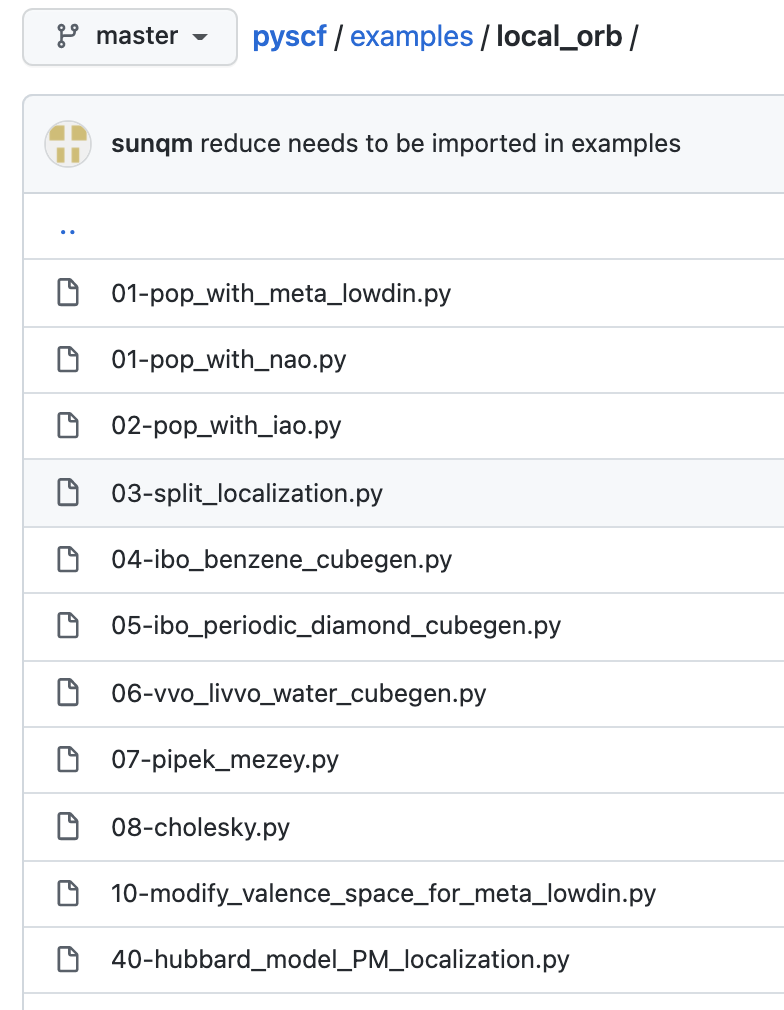 master pyscf / examples / local_orb /
sunqm reduce needs to be imported in examples
..
01-pop_with_meta_lowdin.py
01-pop_with_nao.py
02-pop_with_iao.py
03-split_localization.py
04-ibo_benzene_cubegen.py
05-ibo_periodic_diamond_cubegen.py
06-vvo_livvo_water_cubegen.py
07-pipek_mezey.py
08-cholesky.py
10-modify_valence_space_for_meta_lowdin.py
40-hubbard_model_PM_localization.py